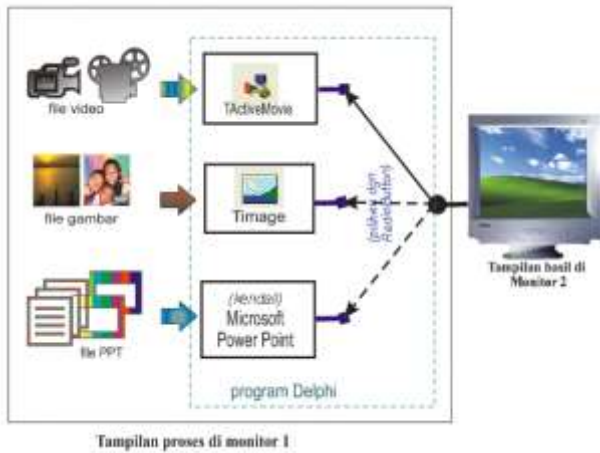 file video
TActiveMovie
file gambar
Timage
(pilihan dgn
RadioButton)
Tampilan hasil di
Monitor 2
file PPT
(kendali)
Microsoft
Power Point
program Delphi
Tampilan proses di monitor 1